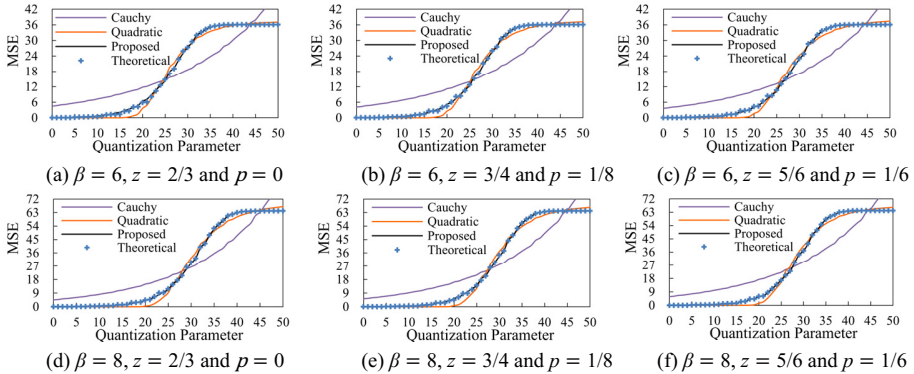 42
36
30
24
18
12
6
0
MSE
Cauchy
Quadratic
Proposed
Theoretical
0 5 10 15 20 25 30 35 40 45 50
Quantization Parameter
(a) β = 6, z = 2/3 and p = 0
42
36
30
24
18
12
6
0
MSE
Cauchy
Quadratic
Proposed
Theoretical
0 5 10 15 20 25 30 35 40 45 50
Quantization Parameter
(b) β = 6, z = 3/4 and p = 1/8
42
36
30
24
18
12
6
0
MSE
Cauchy
Quadratic
Proposed
Theoretical
0 5 10 15 20 25 30 35 40 45 50
Quantization Parameter
(c) β = 6, z = 5/6 and p = 1/6
72
63
54
45
36
27
18
9
0
MSE
Cauchy
Quadratic
Proposed
Theoretical
0 5 10 15 20 25 30 35 40 45 50
Quantization Parameter
(d) β = 8, z = 2/3 and p = 0
72
63
54
45
36
27
18
9
0
MSE
Cauchy
Quadratic
Proposed
Theoretical
0 5 10 15 20 25 30 35 40 45 50
Quantization Parameter
(e) β = 8, z = 3/4 and p = 1/8
72
63
54
45
36
27
18
9
0
MSE
Cauchy
Quadratic
Proposed
Theoretical
0 5 10 15 20 25 30 35 40 45 50
Quantization Parameter
(f) β = 8, z = 5/6 and p = 1/6